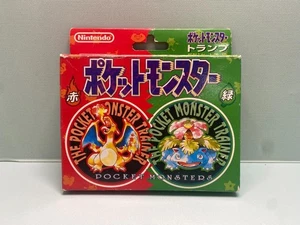 Nintendo
ポケットモンスター
トランプ
ポケットモンスター
赤
緑
THE POCKET MONSTER TRAINER
THE POCKET MONSTER TRAINER
POCKET MONSTERS